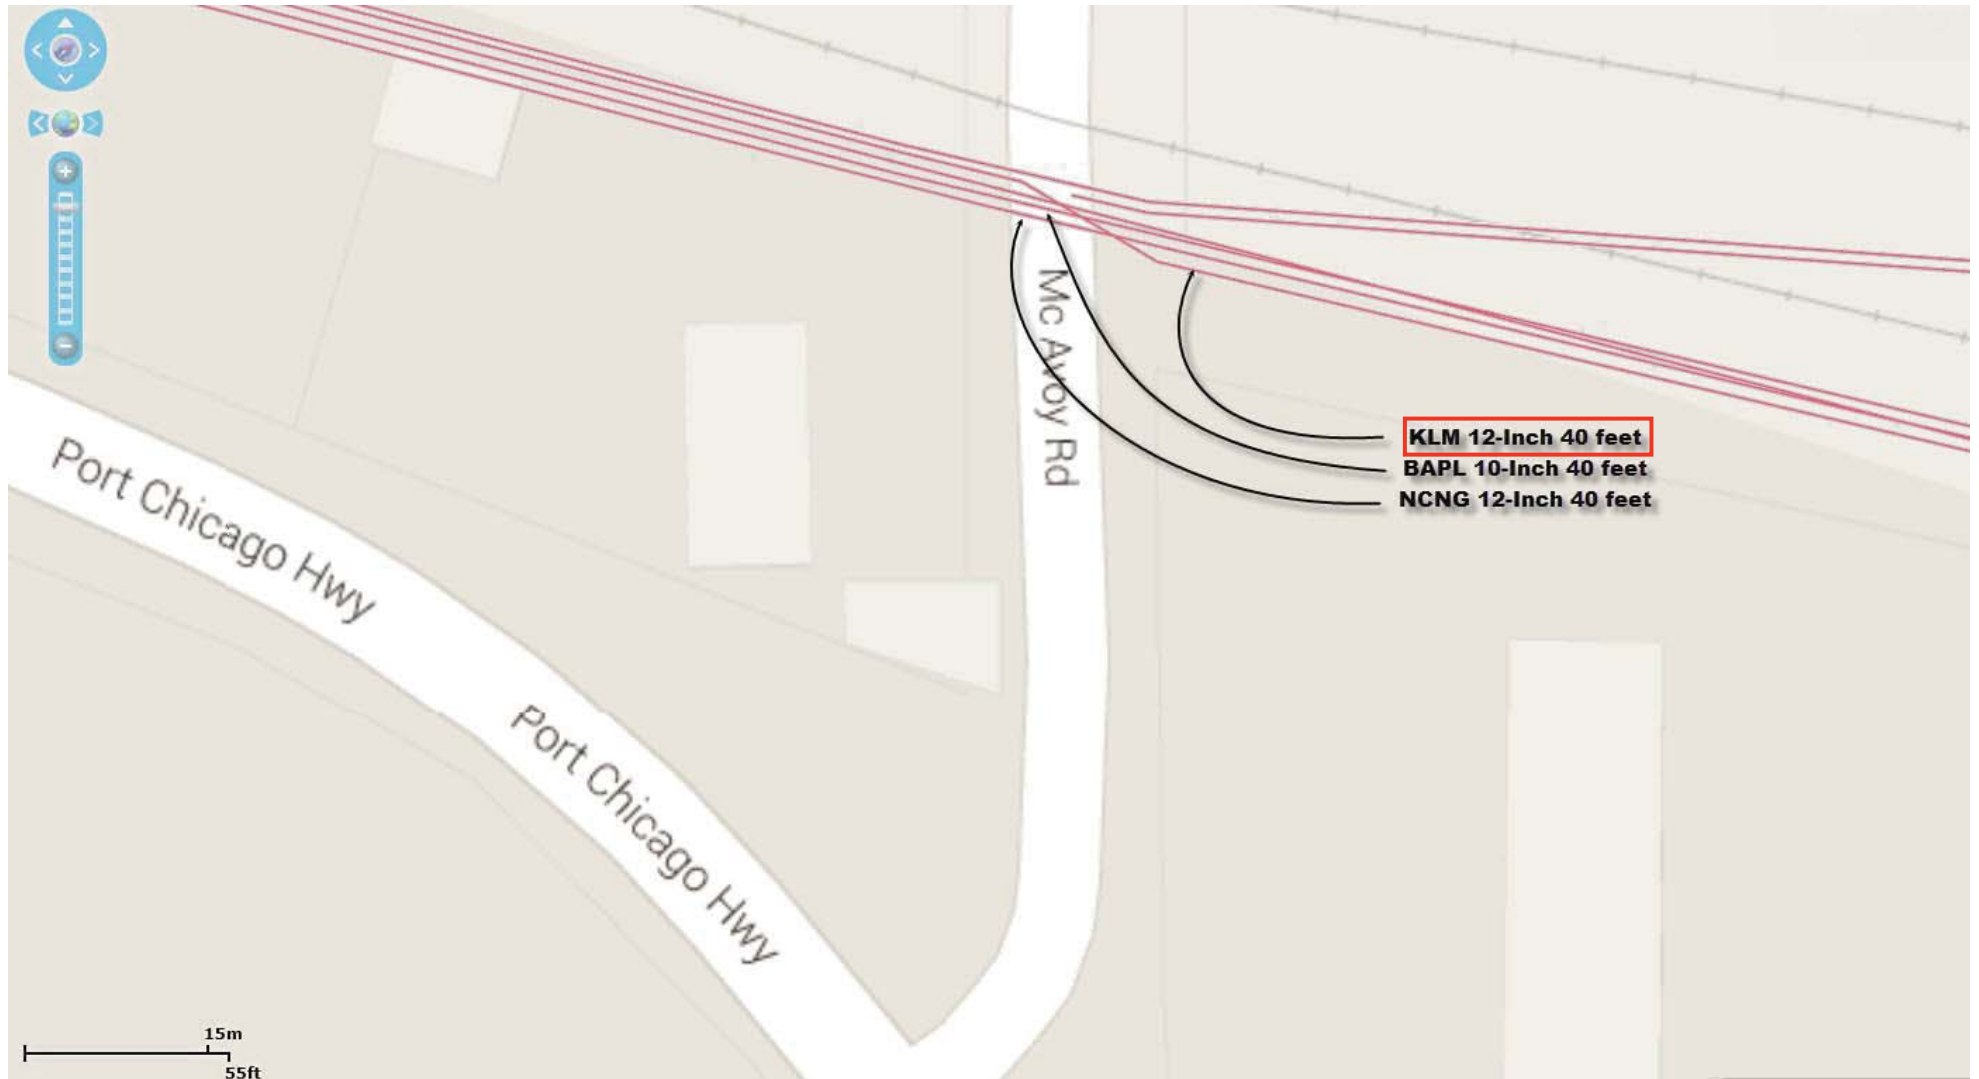 Mc Avoy Rd
KLM 12-Inch 40 feet
BAPL 10-Inch 40 feet
NCNG 12-Inch 40 feet
Port Chicago Hwy
Port Chicago Hwy
15m
55ft